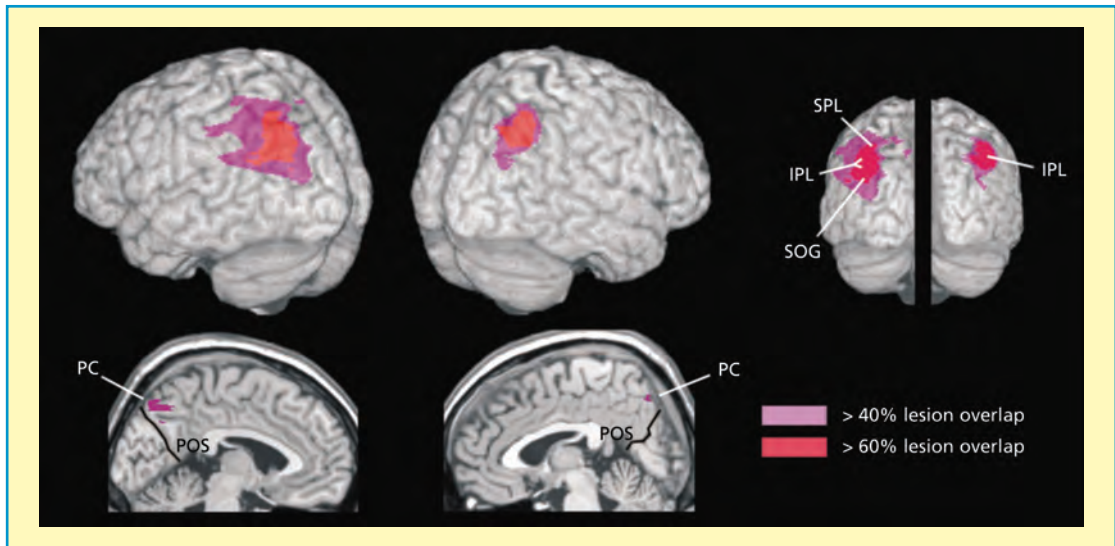 SPL
IPL
IPL
SOG
PC
POS
PC
POS
> 40% lesion overlap
> 60% lesion overlap